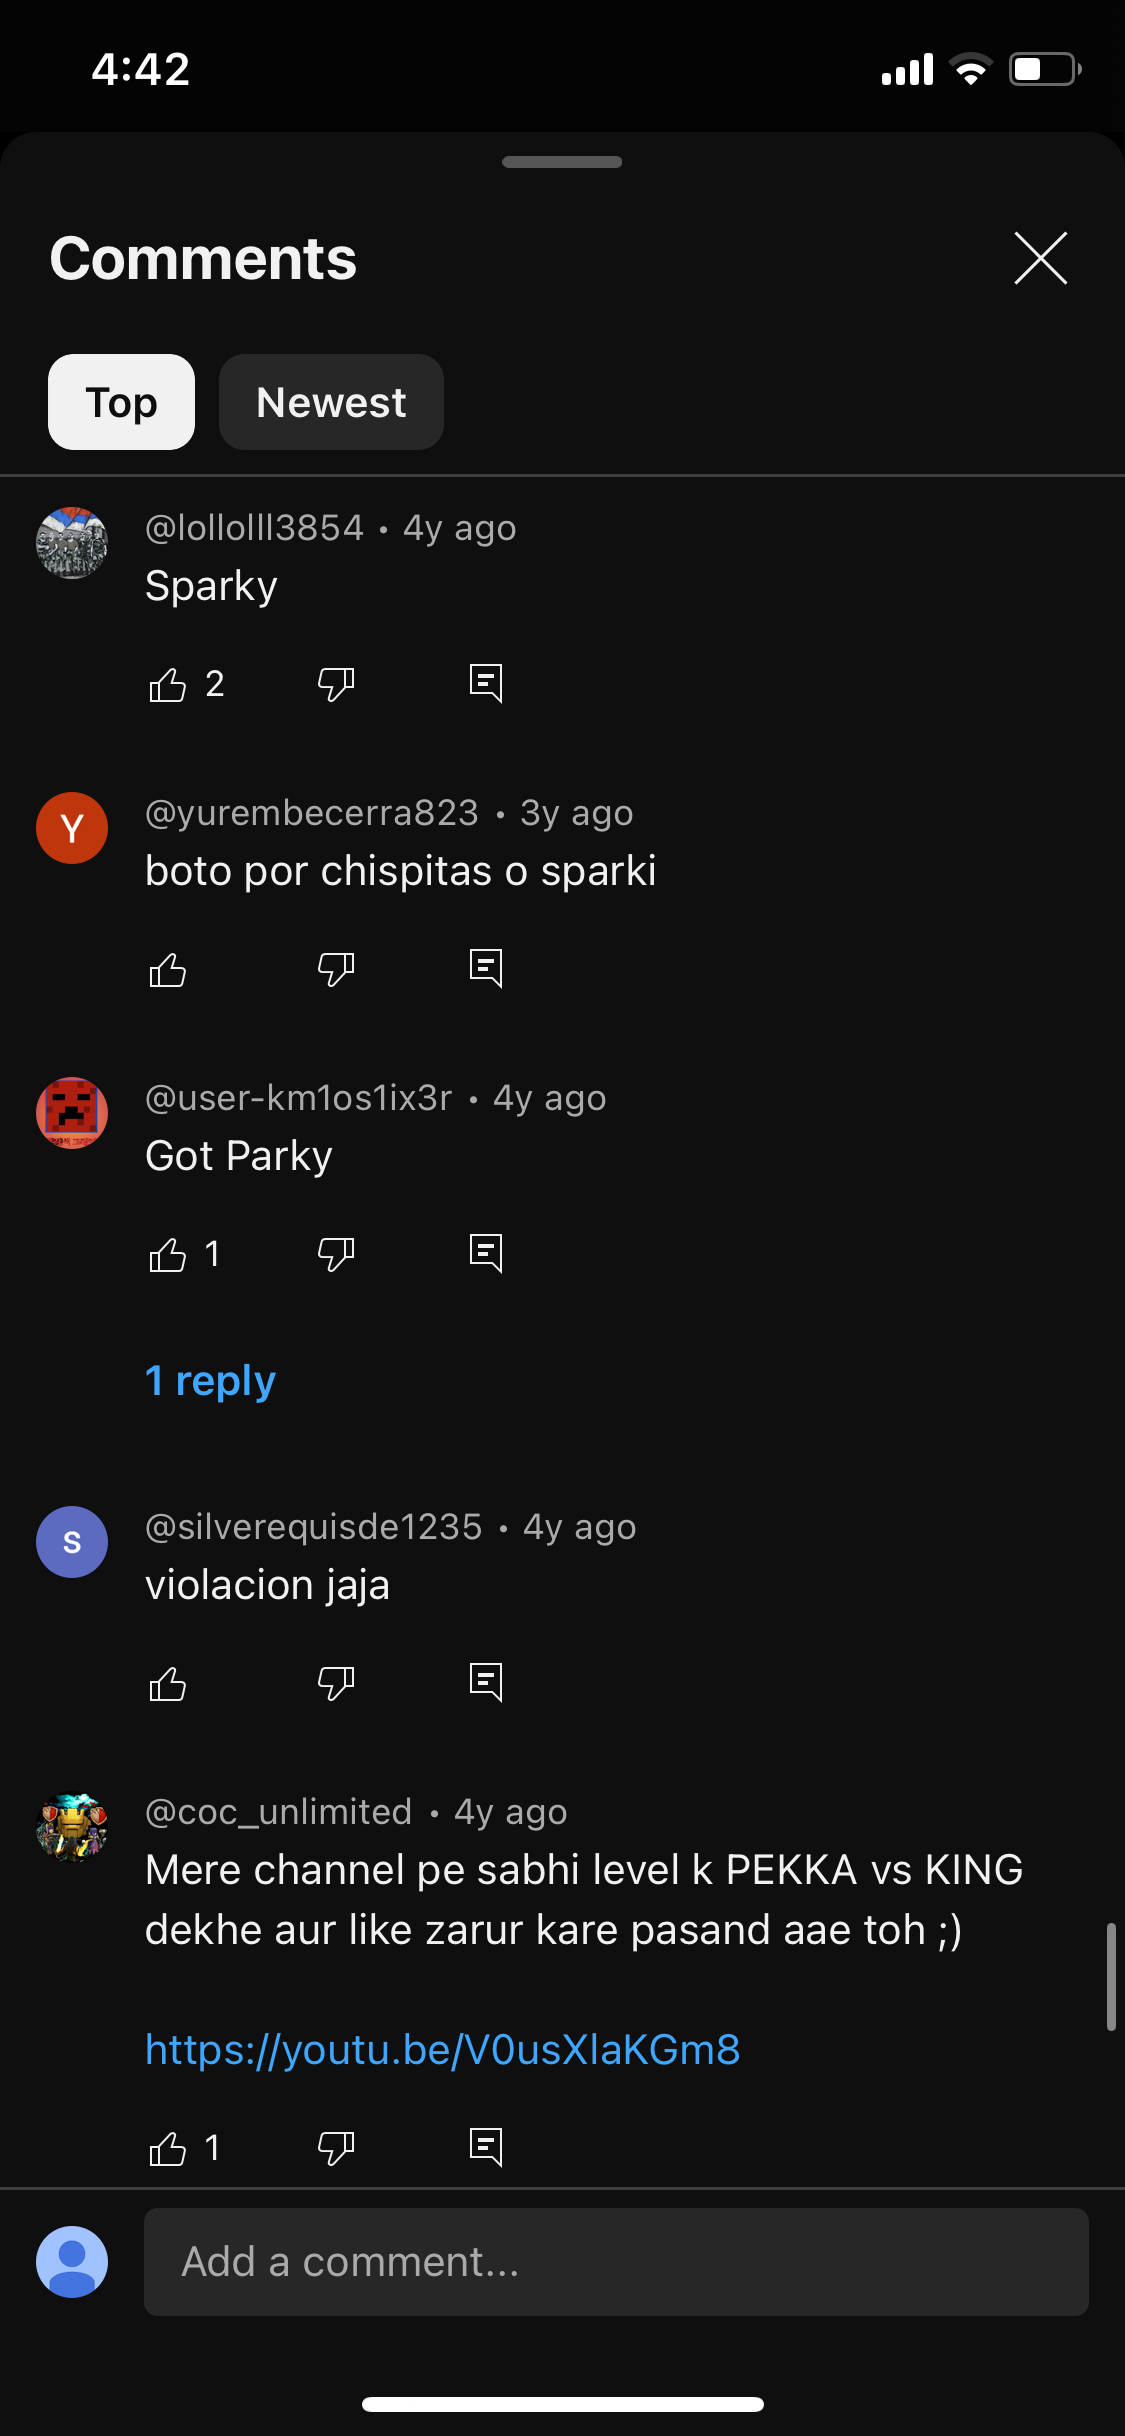 4:42
Comments
Top
Newest
@lollolll3854 • 4y ago
Sparky
2
Y
@yurembecerra823 • 3y ago
boto por chispitas o sparki
@user-km1os1ix3r • 4y ago
Got Parky
1
1 reply
S
@silverequisde1235 • 4y ago
violacion jaja
@coc_unlimited • 4y ago
Mere channel pe sabhi level k PEKKA vs KING
dekhe aur like zarur kare pasand aae toh ;)
https://youtu.be/V0usXlaKGm8
1
Add a comment...